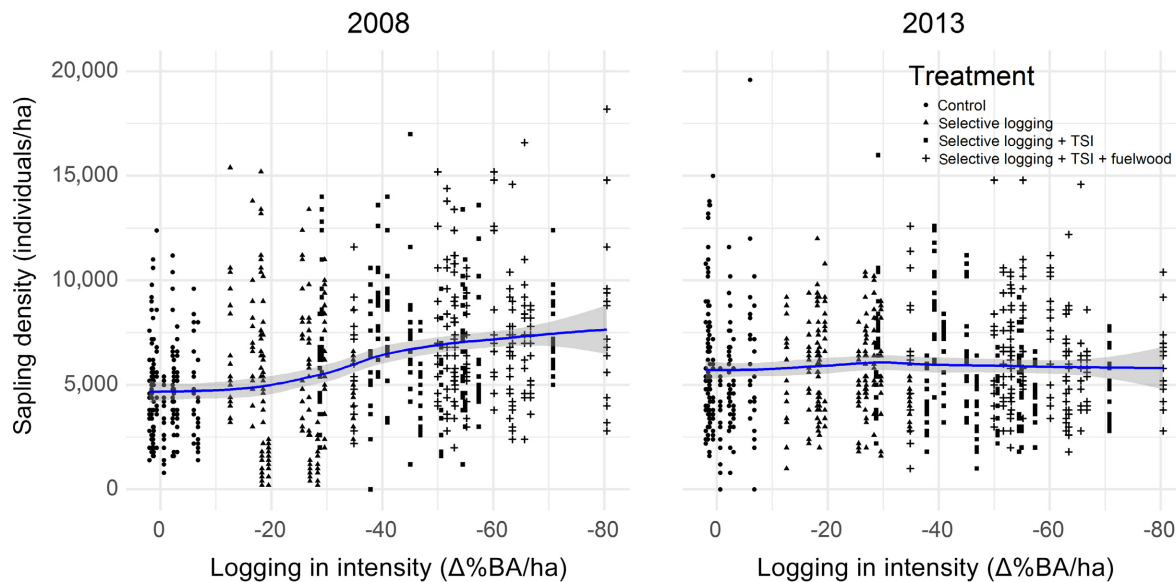 2008
2013
Sapling density (individuals/ha)
20,000
15,000
10,000
5,000
0
Treatment
Control
Selective logging
Selective logging + TSI
Selective logging + TSI + fuelwood
0 -20 -40 -60 -80
0 -20 -40 -60 -80
Logging in intensity (Δ%BA/ha)
Logging in intensity (Δ%BA/ha)